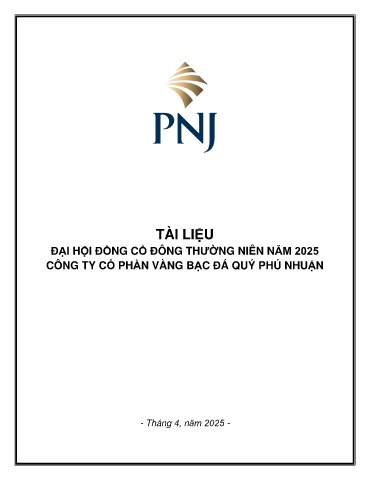 PNJ
TÀI LIỆU
ĐẠI HỘI ĐỒNG CỔ ĐÔNG THƯỜNG NIÊN NĂM 2025
CÔNG TY CỔ PHẦN VÀNG BẠC ĐÁ QUÝ PHÚ NHUẬN
- Tháng 4, năm 2025 -